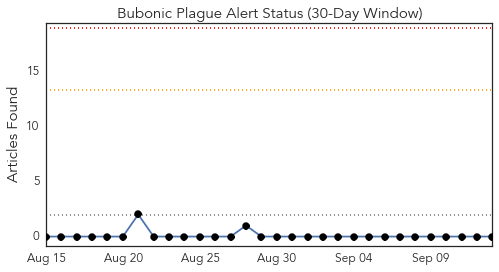 Bubonic Plague Alert Status (30-Day Window)
Articles Found
15
10
5
0
Aug 15 Aug 20 Aug 25 Aug 30 Sep 04 Sep 09